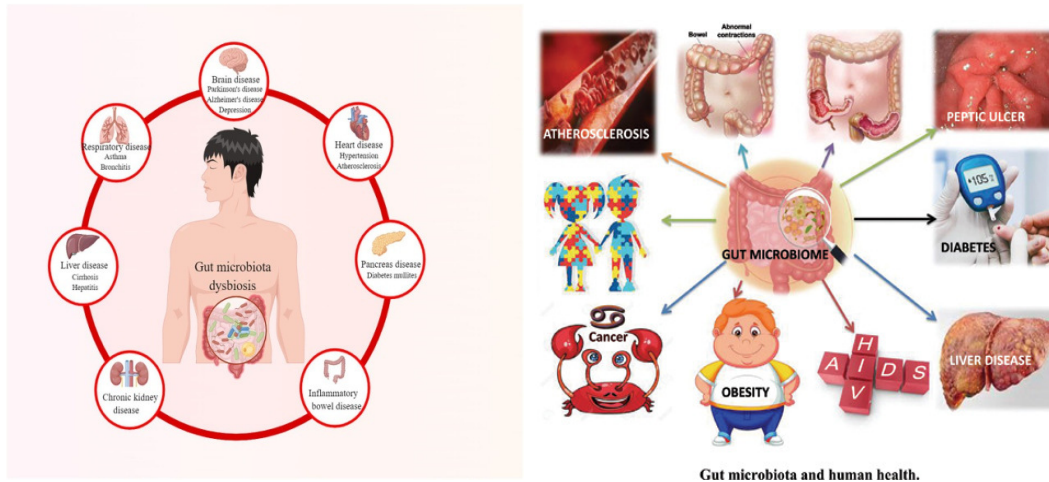 Brain disease
Parkinson's disease
Alzheimer's disease
Depression
Respiratory disease
Asthma
Bronchitis
Heart disease
Hypertension
Atherosclerosis
Liver disease
Cirrhosis
Hepatitis
Gut microbiota
dysbiosis
Pancreas disease
Diabetes mullites
Chronic kidney
disease
Inflammatory
bowel disease
Bowel
Abnormal
contractions
ATHEROSCLEROSIS
PEPTIC ULCER
105
GUT MICROBIOME
DIABETES
Cancer
OBESITY
HIV
AIDS
LIVER DISEASE
Gut microbiota and human health.